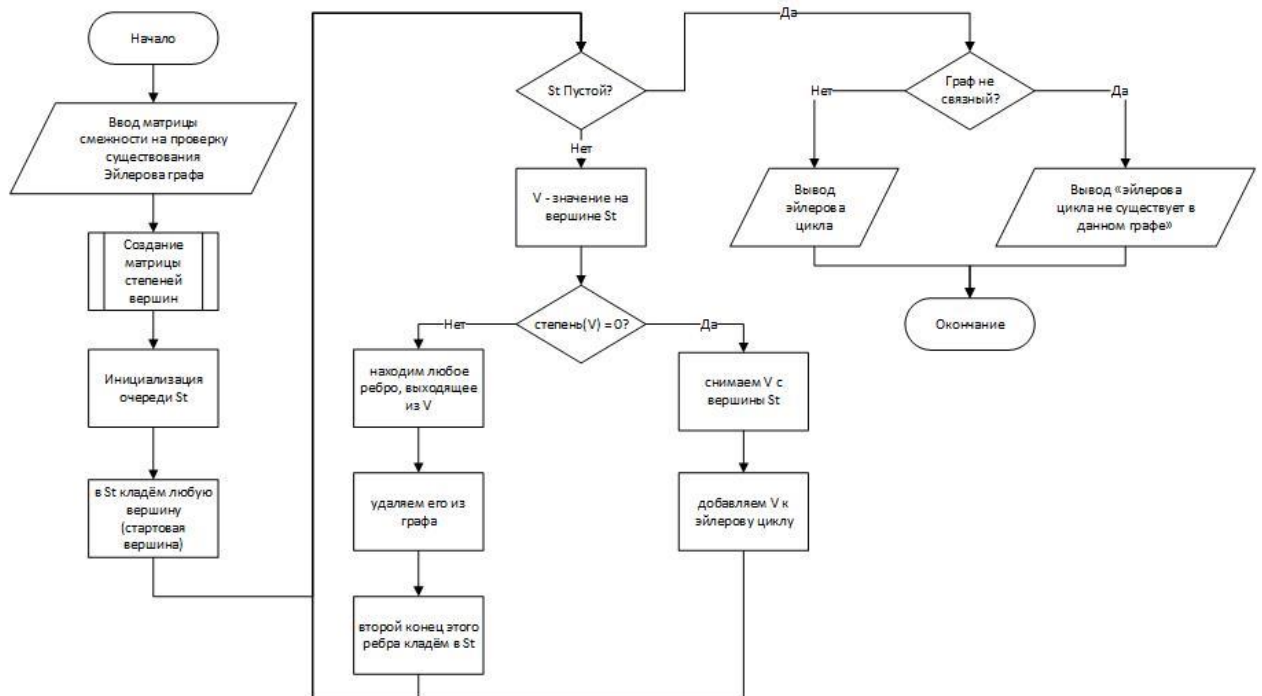 Начало
Ввод матрицы
смежности на проверку
существования
Эйлерова графа
Создание
матрицы
степеней
вершин
Инициализация
очереди St
в St кладём любую
вершину
(стартовая
вершина)
St Пустой?
Да
Нет
V - значение на
вершине St
степень(V) = 0?
Нет
Да
находим любое
ребро, выходящее
из V
удаляем его из
графа
второй конец этого
ребра кладём в St
снимаем V с
вершины St
добавляем V к
эйлерову циклу
Граф не
связный?
Нет
Да
Вывод
эйлерова
цикла
Вывод «эйлерова
цикла не существует в
данном графе»
Окончание